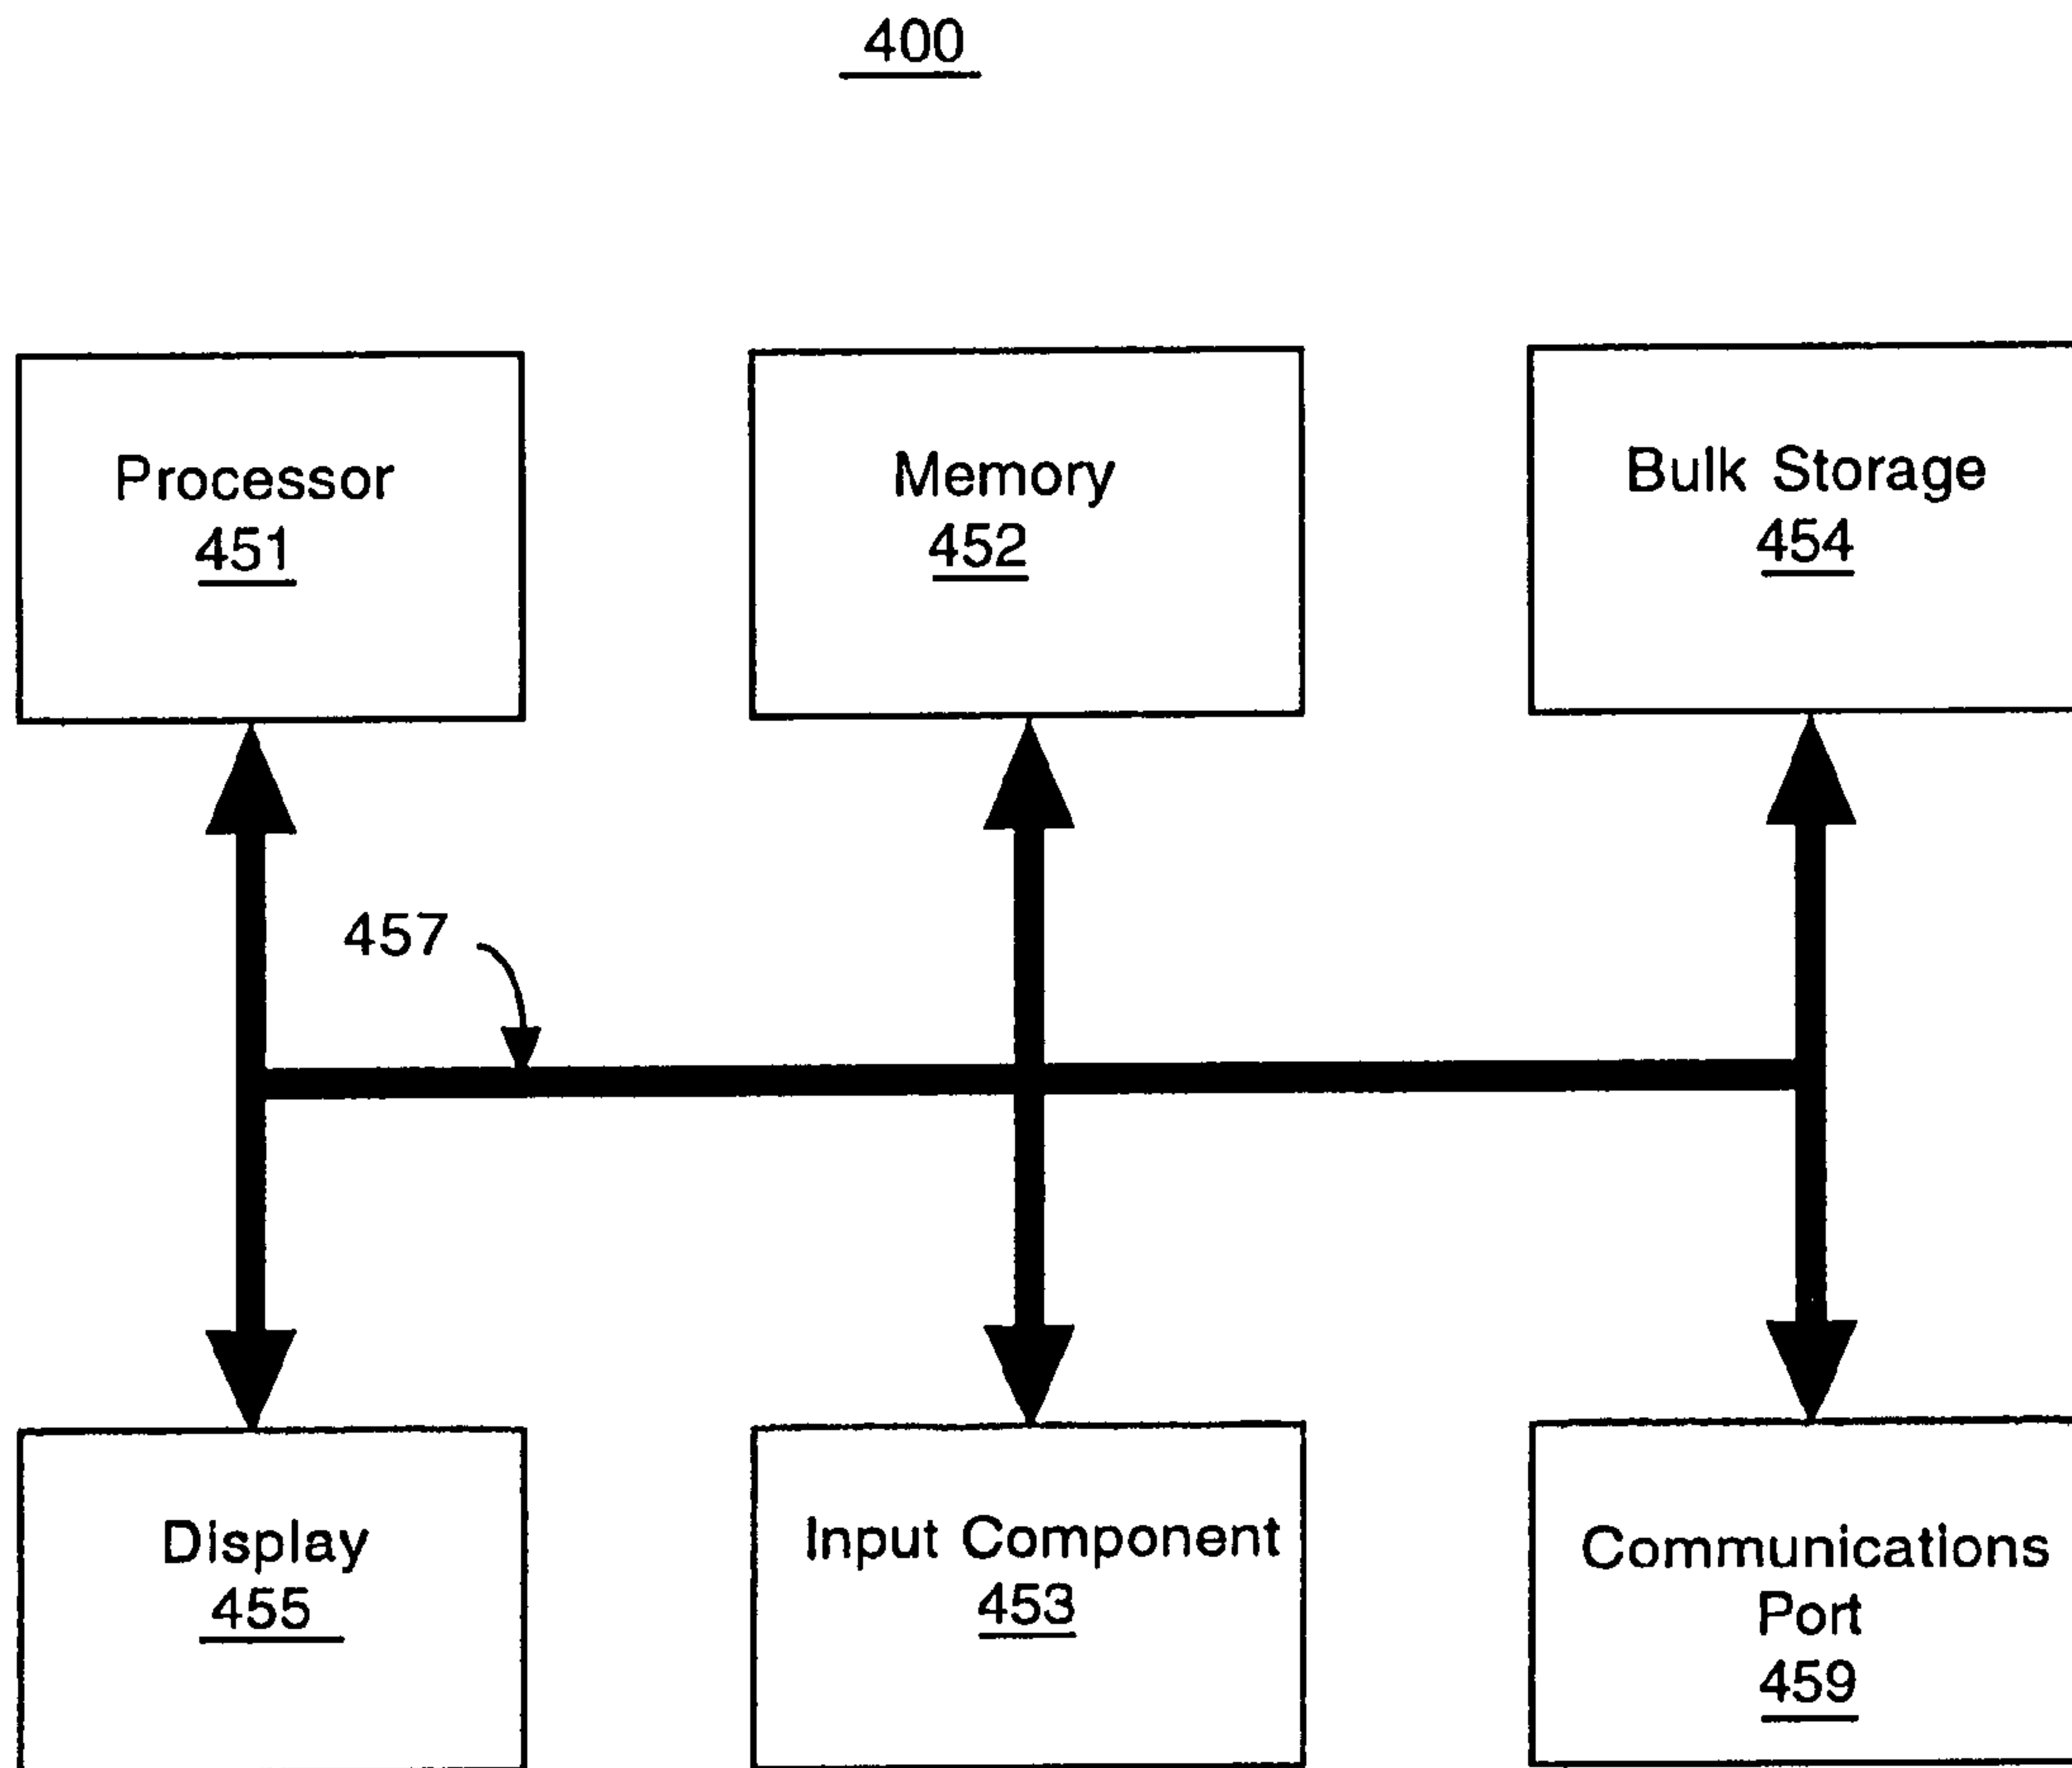 400
Processor
451
Memory
452
Bulk Storage
454
457
Display
455
Input Component
453
Communications
Port
459